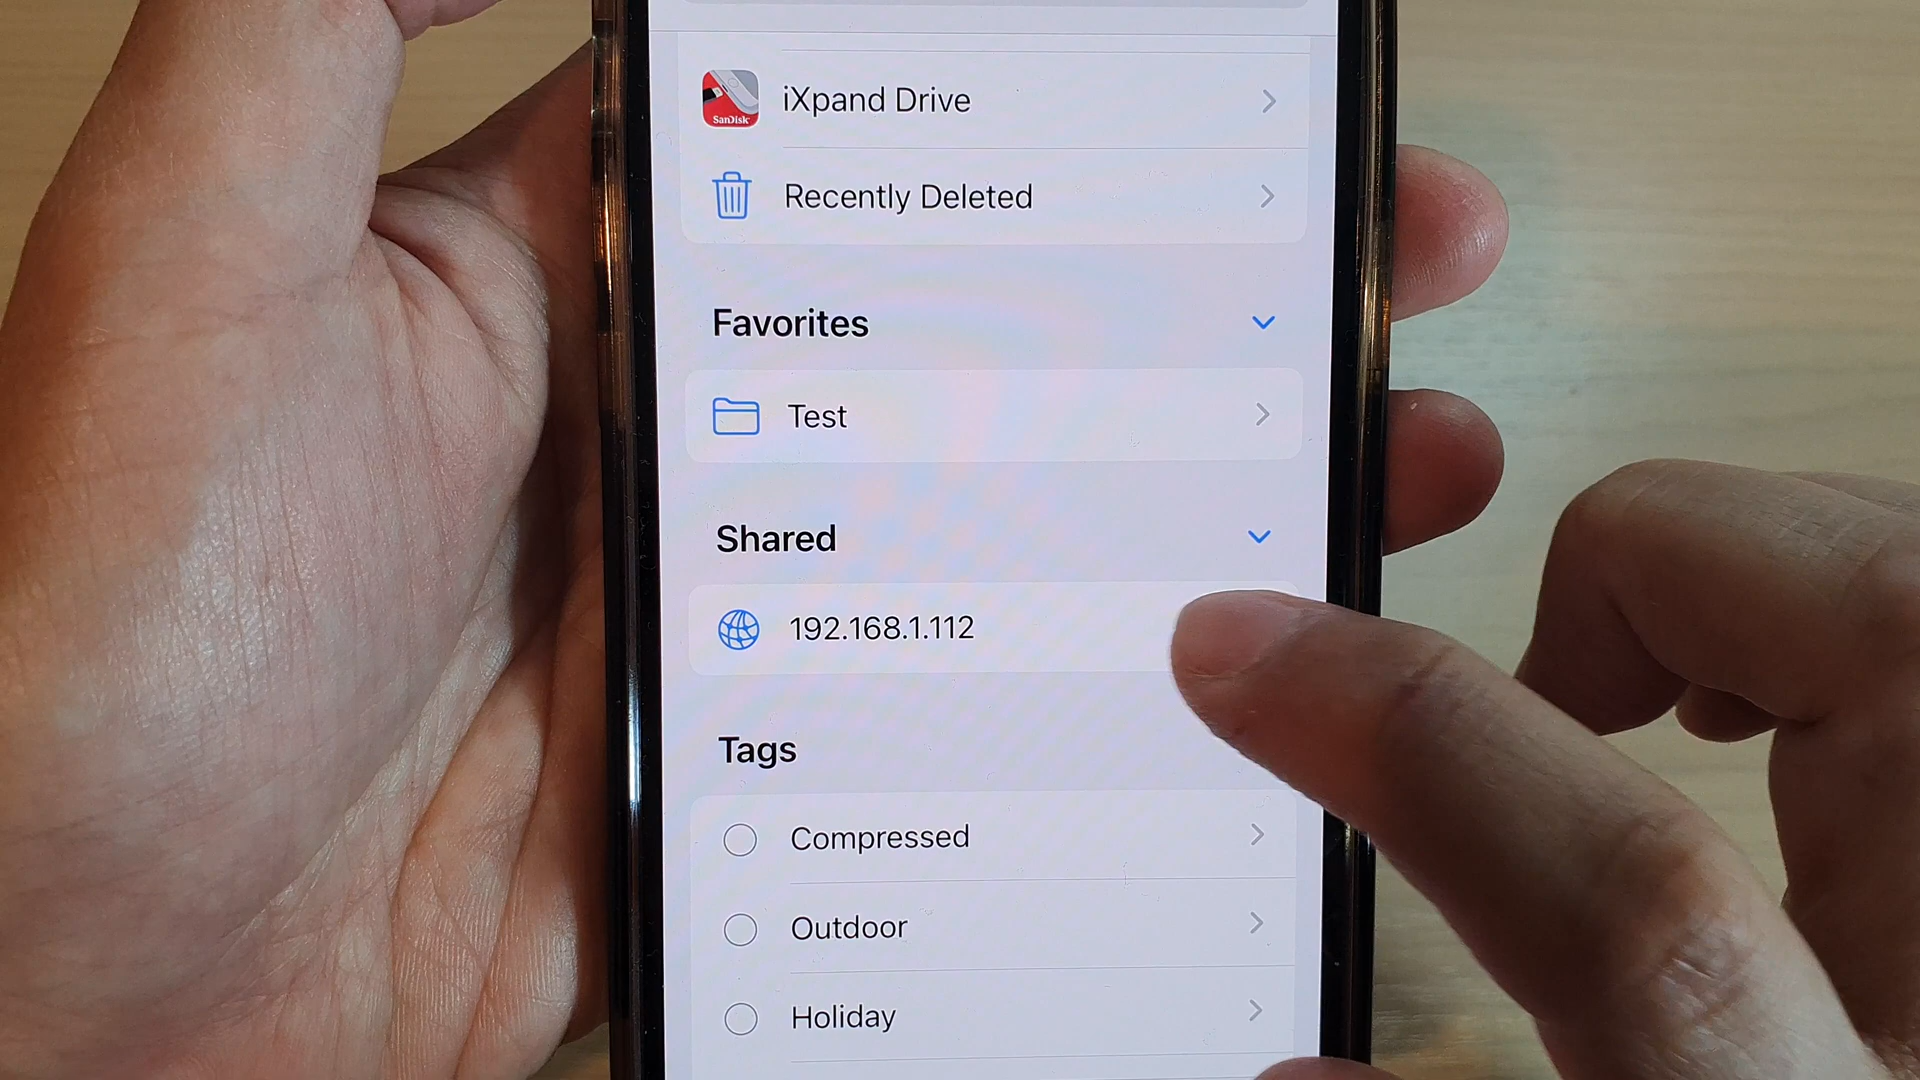 iXpand Drive
SanDisk
Recently Deleted
Favorites
Test
Shared
192.168.1.112
Tags
Compressed
Outdoor
Holiday